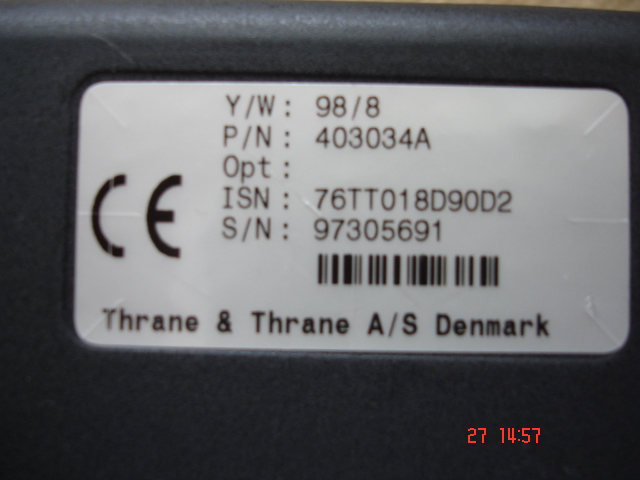 Y/W: 98/8
P/N: 403034A
Opt:
ISN: 76TT018D90D2
S/N: 97305691
CE
Thrane & Thrane A/S Denmark
27 14:57